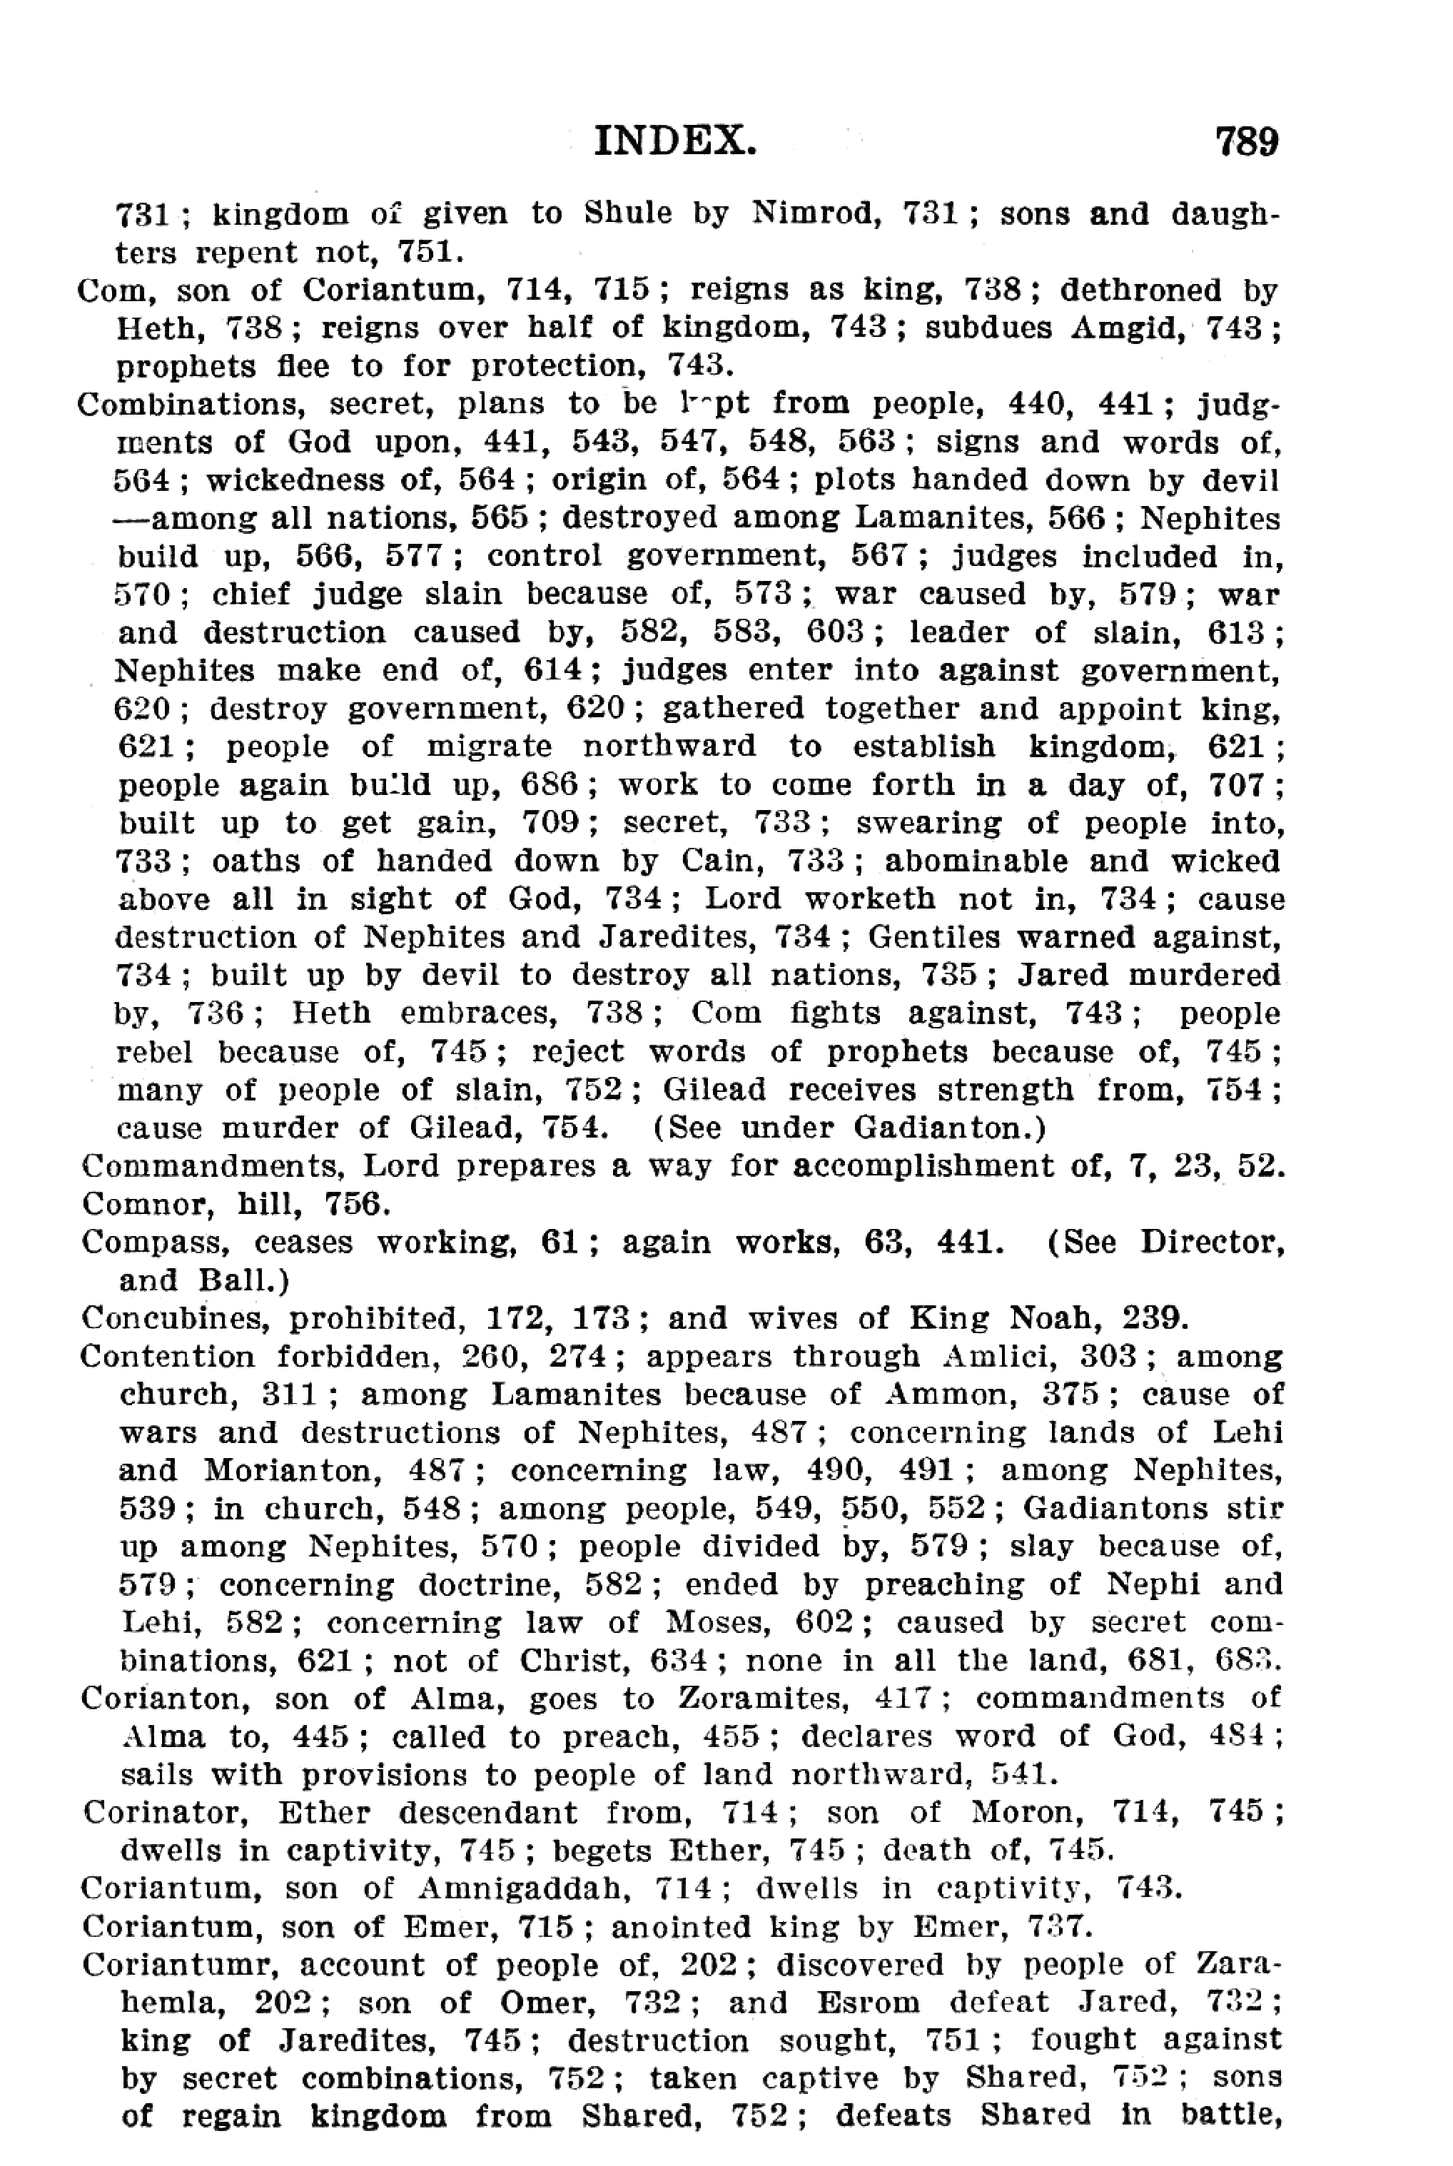 INDEX. 789
731; kingdom of given to Shule by Nimrod, 731; sons and daugh-
ters repent not, 751.
Com, son of Coriantum, 714, 715; reigns as king, 738; dethroned by
Heth, 738; reigns over half of kingdom, 743; subdues Amgid, 743;
prophets flee to for protection, 743.
Combinations, secret, plans to be kept from people, 440, 441; judg-
ments of God upon, 441, 543, 547, 548, 563; signs and words of,
564; wickedness of, 564; origin of, 564; plots handed down by devil
—among all nations, 565; destroyed among Lamanites, 566; Nephites
build up, 566, 577; control government, 567; judges included in,
570; chief judge slain because of, 573; war caused by, 579; war
and destruction caused by, 582, 583, 603; leader of slain, 613;
Nephites make end of, 614; judges enter into against government,
620; destroy government, 620; gathered together and appoint king,
621; people of migrate northward to establish kingdom, 621;
people again build up, 686; work to come forth in a day of, 707;
built up to get gain, 709; secret, 733; swearing of people into,
733; oaths of handed down by Cain, 733; abominable and wicked
above all in sight of God, 734; Lord worketh not in, 734; cause
destruction of Nephites and Jaredites, 734; Gentiles warned against,
734; built up by devil to destroy all nations, 735; Jared murdered
by, 736; Heth embraces, 738; Com fights against, 743; people
rebel because of, 745; reject words of prophets because of, 745;
many of people of slain, 752; Gilead receives strength from, 754;
cause murder of Gilead, 754. (See under Gadianton.)
Commandments, Lord prepares a way for accomplishment of, 7, 23, 52.
Comnor, hill, 756.
Compass, ceases working, 61; again works, 63, 441. (See Director,
and Ball.)
Concubines, prohibited, 172, 173; and wives of King Noah, 239.
Contention forbidden, 260, 274; appears through Amlici, 303; among
church, 311; among Lamanites because of Ammon, 375; cause of
wars and destructions of Nephites, 487; concerning lands of Lehi
and Morianton, 487; concerning law, 490, 491; among Nephites,
539; in church, 548; among people, 549, 550, 552; Gadiantons stir
up among Nephites, 570; people divided by, 579; slay because of,
579; concerning doctrine, 582; ended by preaching of Nephi and
Lehi, 582; concerning law of Moses, 602; caused by secret com-
binations, 621; not of Christ, 634; none in all the land, 681, 683.
Corianton, son of Alma, goes to Zoramites, 417; commandments of
Alma to, 445; called to preach, 455; declares word of God, 484;
sails with provisions to people of land northward, 541.
Corinator, Ether descendant from, 714; son of Moron, 714, 745;
dwells in captivity, 745; begets Ether, 745; death of, 745.
Coriantum, son of Amnigaddah, 714; dwells in captivity, 743.
Coriantum, son of Emer, 715; anointed king by Emer, 737.
Coriantumr, account of people of, 202; discovered by people of Zara-
hemla, 202; son of Omer, 732; and Esrom defeat Jared, 732;
king of Jaredites, 745; destruction sought, 751; fought against
by secret combinations, 752; taken captive by Shared, 752; sons
of regain kingdom from Shared, 752; defeats Shared in battle,